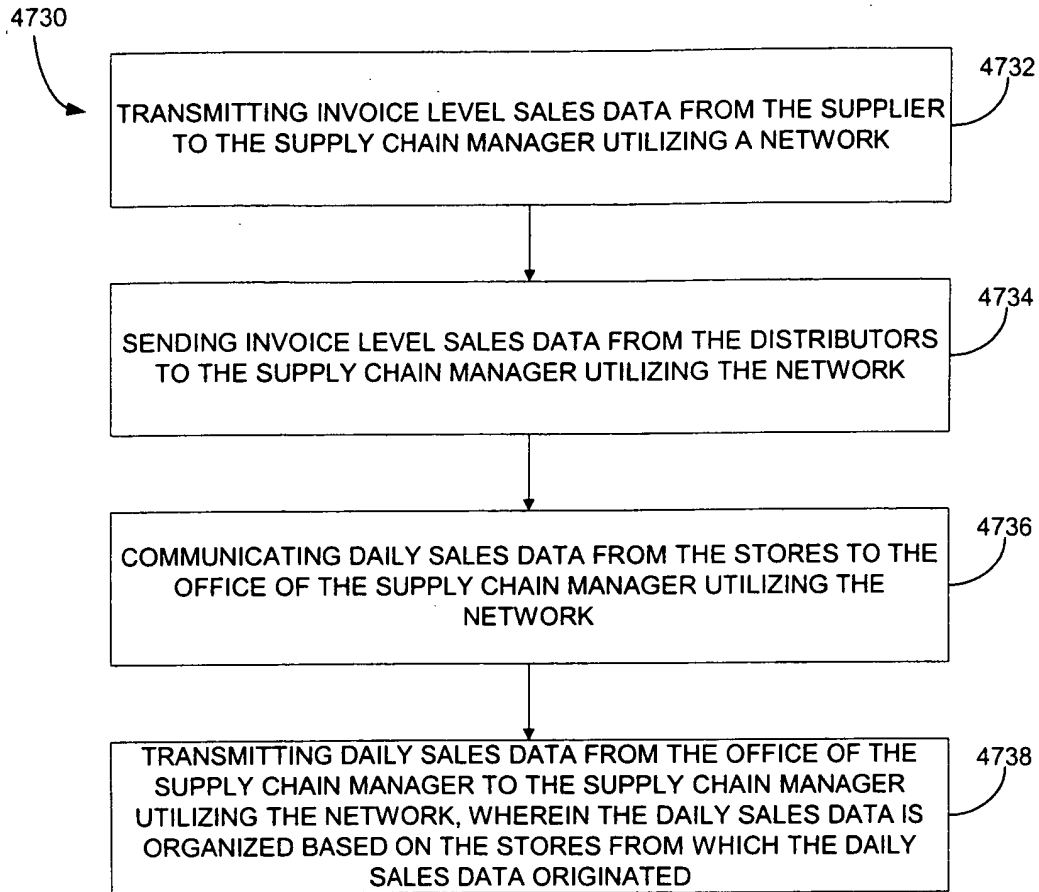 4730
4732
TRANSMITTING INVOICE LEVEL SALES DATA FROM THE SUPPLIER
TO THE SUPPLY CHAIN MANAGER UTILIZING A NETWORK
4734
SENDING INVOICE LEVEL SALES DATA FROM THE DISTRIBUTORS
TO THE SUPPLY CHAIN MANAGER UTILIZING THE NETWORK
4736
COMMUNICATING DAILY SALES DATA FROM THE STORES TO THE
OFFICE OF THE SUPPLY CHAIN MANAGER UTILIZING THE
NETWORK
4738
TRANSMITTING DAILY SALES DATA FROM THE OFFICE OF THE
SUPPLY CHAIN MANAGER TO THE SUPPLY CHAIN MANAGER
UTILIZING THE NETWORK, WHEREIN THE DAILY SALES DATA IS
ORGANIZED BASED ON THE STORES FROM WHICH THE DAILY
SALES DATA ORIGINATED